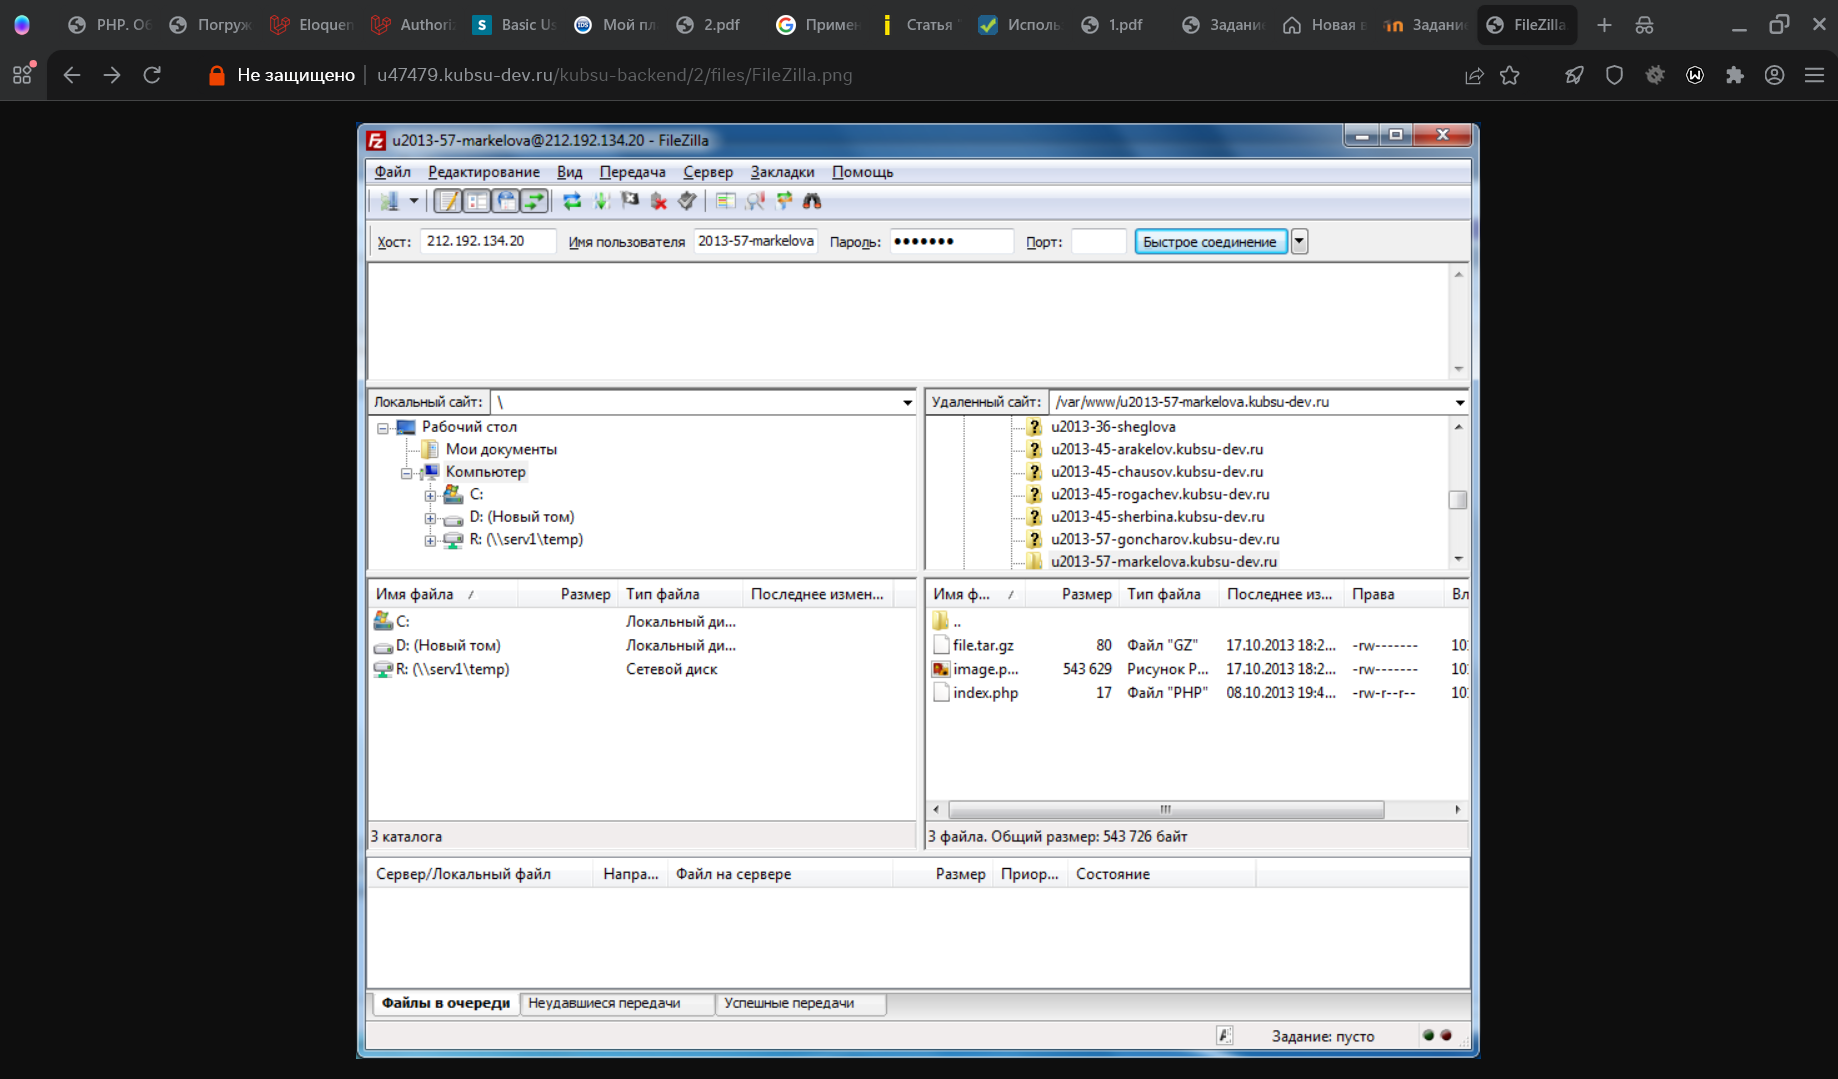 PHP. Об
Погруж
Eloquen
Authoriz
Basic Us
Мой пл
2.pdf
Примен
Статья
Исполь
1.pdf
Задание
Новая в
Задание
FileZilla
Не защищено
u47479.kubsu-dev.ru/kubsu-backend/2/files/FileZilla.png
u2013-57-markelova@212.192.134.20 - FileZilla
Файл Редактирование Вид Передача Сервер Закладки Помощь
Хост: 212.192.134.20 Имя пользователя 2013-57-markelova Пароль: ●●●●●●● Порт: Быстрое соединение
Локальный сайт: \
Рабочий стол
Мои документы
Компьютер
C:
D: (Новый том)
R: (\\serv1\temp)
Удаленный сайт: /var/www/u2013-57-markelova.kubsu-dev.ru
u2013-36-sheglova
u2013-45-arakelov.kubsu-dev.ru
u2013-45-chausov.kubsu-dev.ru
u2013-45-rogachev.kubsu-dev.ru
u2013-45-sherbina.kubsu-dev.ru
u2013-57-goncharov.kubsu-dev.ru
u2013-57-markelova.kubsu-dev.ru
Имя файла Размер Тип файла Последнее измен...
C: Локальный ди...
D: (Новый том) Локальный ди...
R: (\\serv1\temp) Сетевой диск
3 каталога
Имя ф... Размер Тип файла Последнее из... Права Вл
..
file.tar.gz 80 Файл "GZ" 17.10.2013 18:2... -rw------- 10
image.p... 543 629 Рисунок P... 17.10.2013 18:2... -rw------- 10
index.php 17 Файл "PHP" 08.10.2013 19:4... -rw-r--r-- 10
3 файла. Общий размер: 543 726 байт
Сервер/Локальный файл Напра... Файл на сервере Размер Приор... Состояние
Файлы в очереди Неудавшиеся передачи Успешные передачи
Задание: пусто